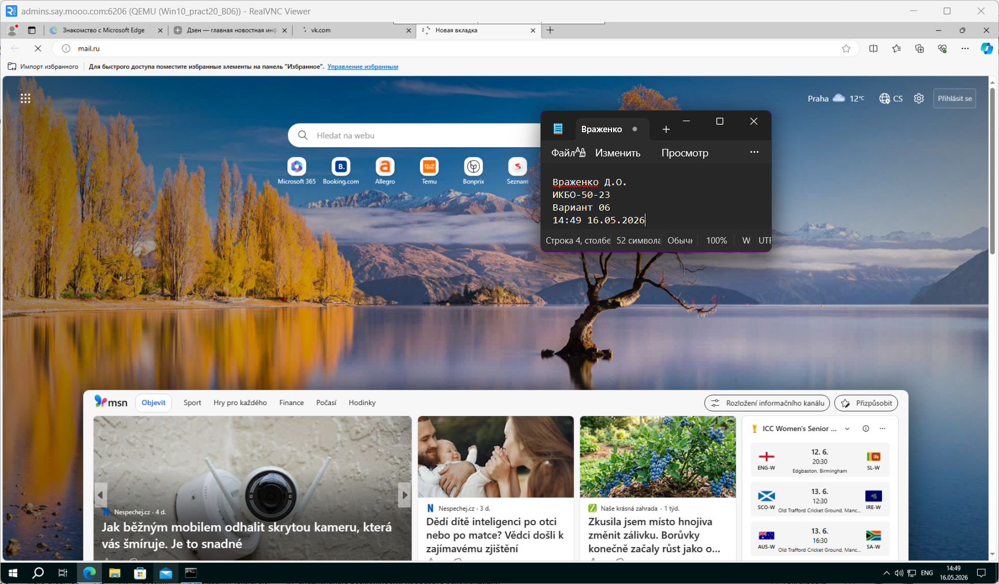 admins.say.mooo.com:6206 (QEMU (Win10_pract20_B06)) - RealVNC Viewer
Знакомство с Microsoft Edge
Дзен — главная новостная инф
vk.com
Новая вкладка
mail.ru
Импорт избранного
Для быстрого доступа поместите избранные элементы на панель "Избранное". Управление избранным
Praha 12°C CS Přihlásit se
Hledat na webu
Microsoft 365 Booking.com Allegro Temu Bonprix Seznam
Враженко
Файл Изменить Просмотр
Враженко Д.О.
ИКБО-50-23
Вариант 06
14:49 16.05.2026
Строка 4, столбе 52 символа Обычн 100% W UTF
msn Objevit Sport Hry pro každého Finance Počasí Hodinky
Rozložení informačního kanálu Přizpůsobit
Nespechej.cz · 4 d.
Jak běžným mobilem odhalit skrytou kameru, která
vás šmíruje. Je to snadné
Nespechej.cz · 3 d.
Dědí dítě inteligenci po otci
nebo po matce? Vědci došli k
zajímavému zjištění
Naše krásná zahrada · 1 týd.
Zkusila jsem místo hnojiva
změnit zálivku. Borůvky
konečně začaly růst jako o...
ICC Women's Senior ...
12. 6.
20:30
ENG-W SL-W
Edgbaston, Birmingham
13. 6.
12:30
SCO-W IRE-W
Old Trafford Cricket Ground, Manc...
13. 6.
16:30
AUS-W SA-W
Old Trafford Cricket Ground, Manc...
ENG
14:49
16.05.2026